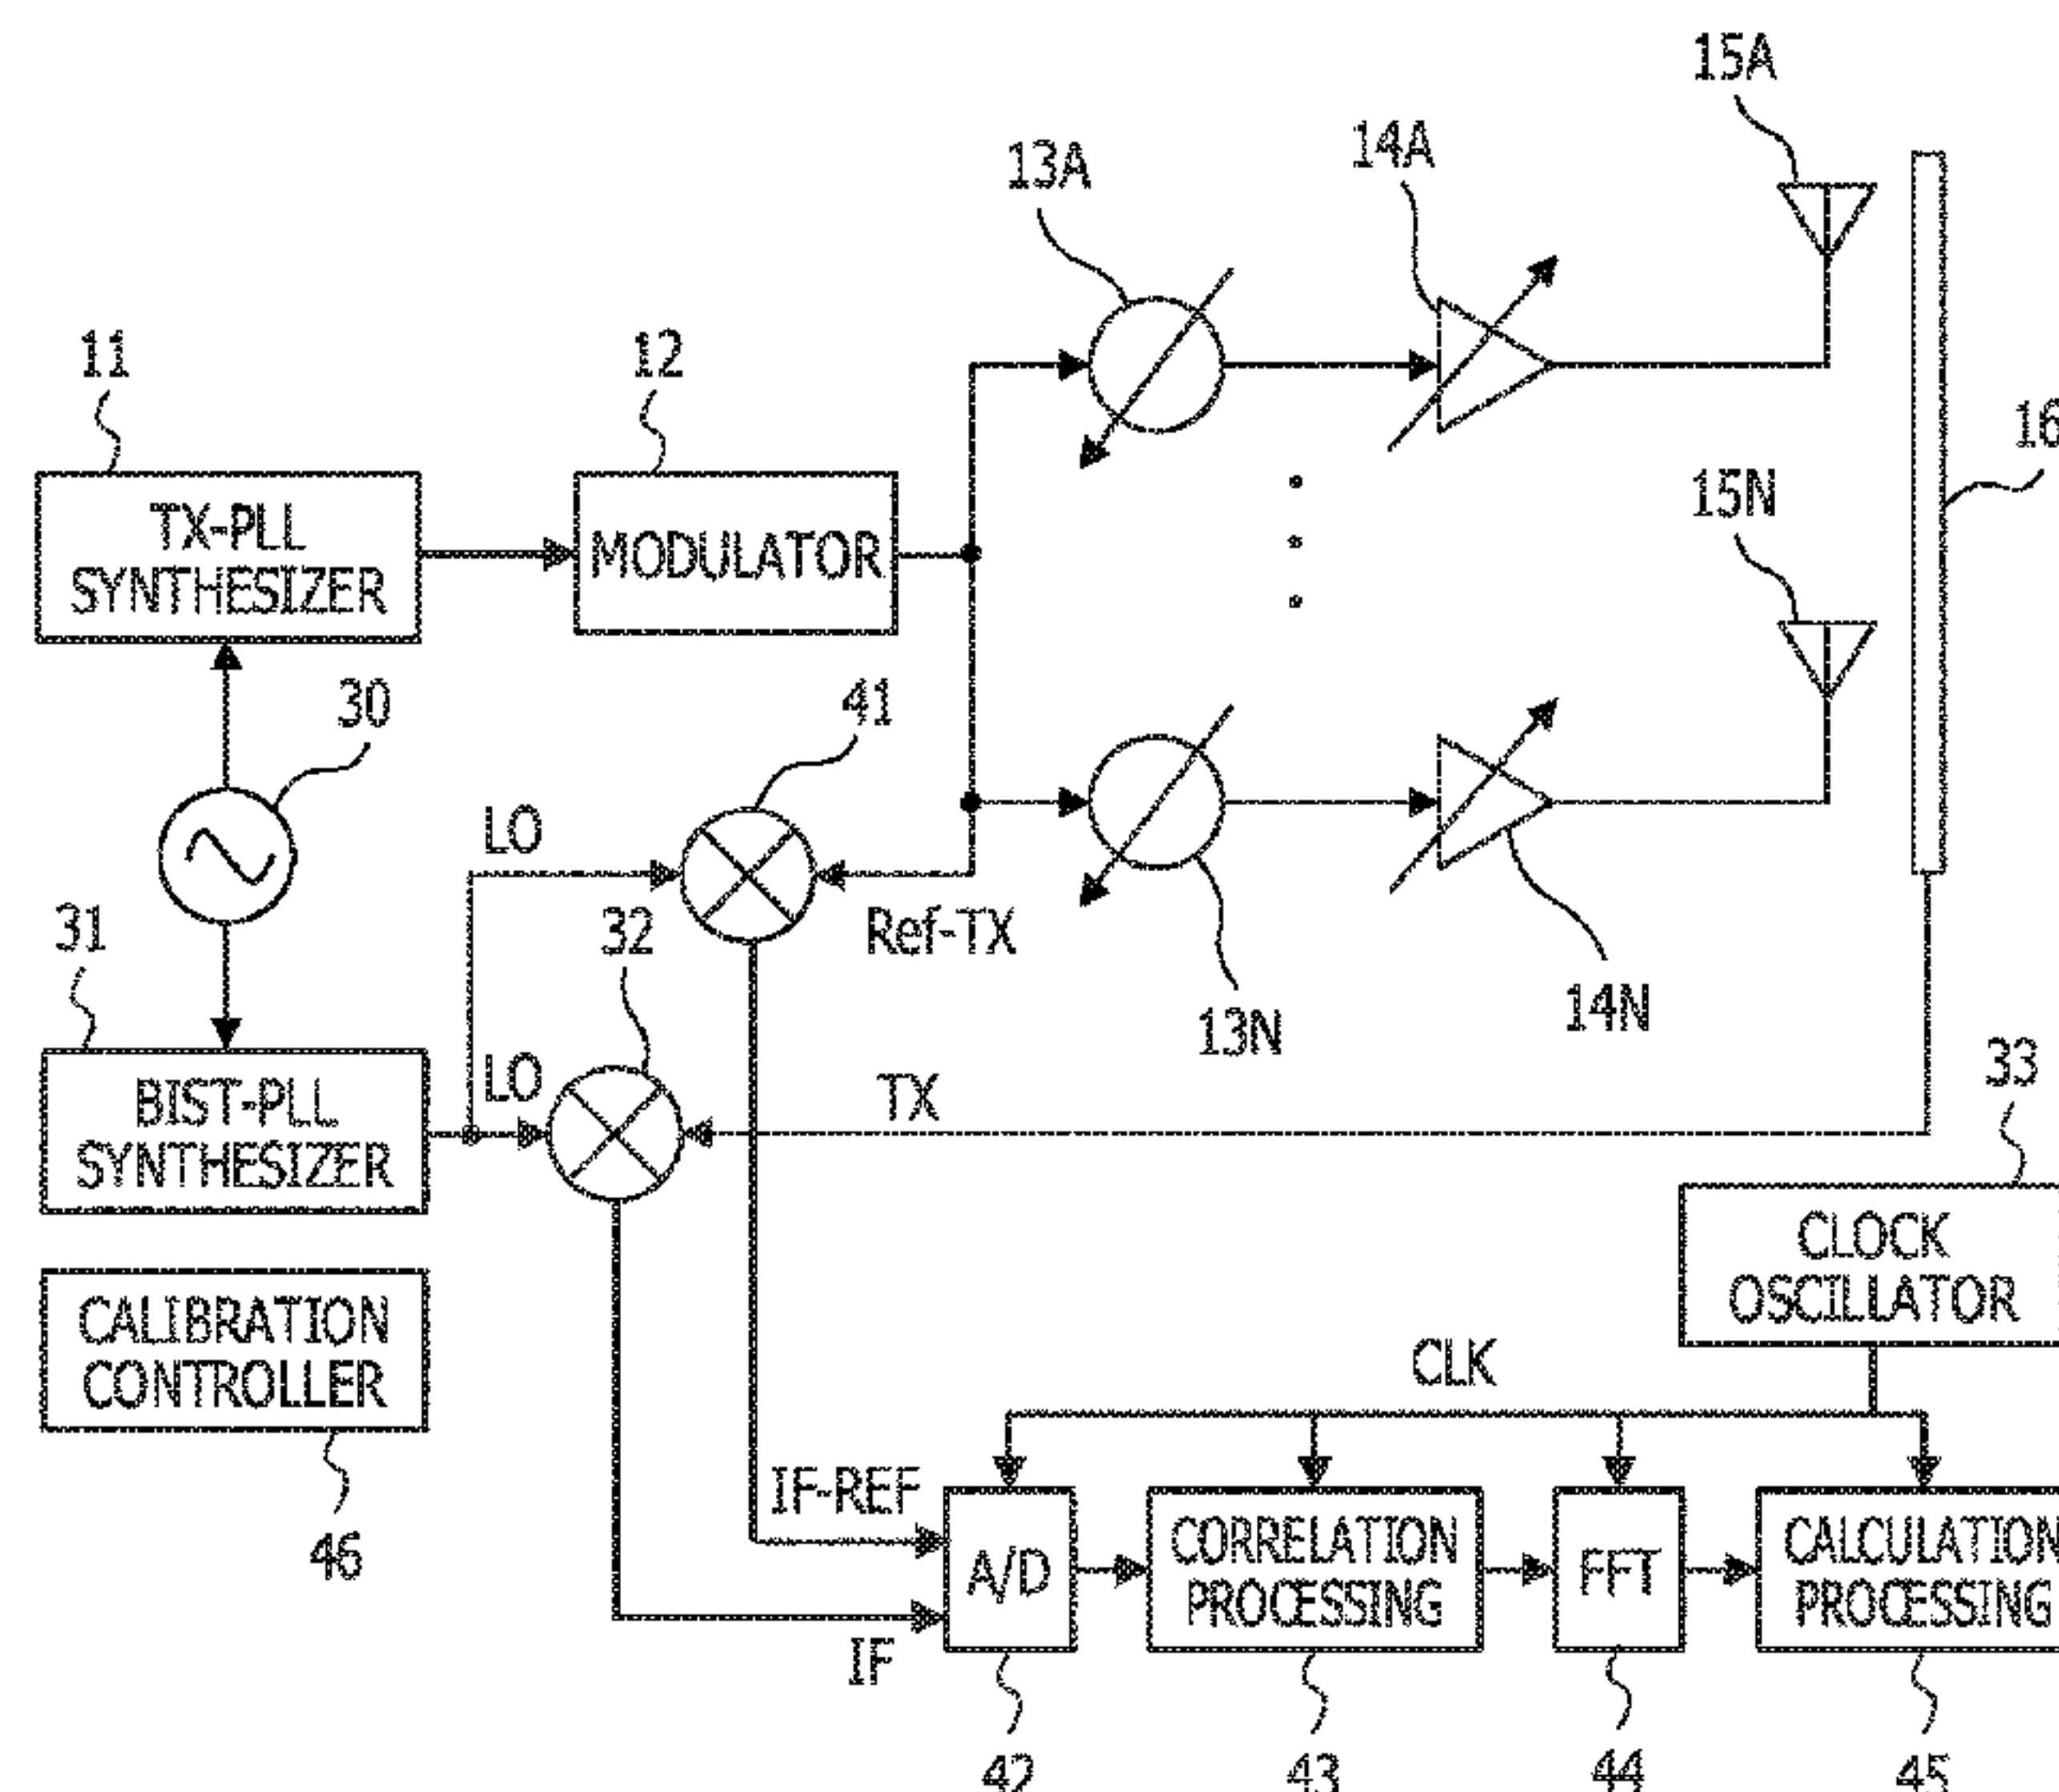 15A
14A
13A
11
12
16
TX-PLL
SYNTHESIZER
MODULATOR
15N
30
41
LO
31
32
Ref-TX
13N
14N
33
BIST-PLL
SYNTHESIZER
LO
TX
CLOCK
OSCILLATOR
CALIBRATION
CONTROLLER
CLK
46
IF-REF
A/D
CORRELATION
PROCESSING
FFT
CALCULATION
PROCESSING
IF
42
43
44
45